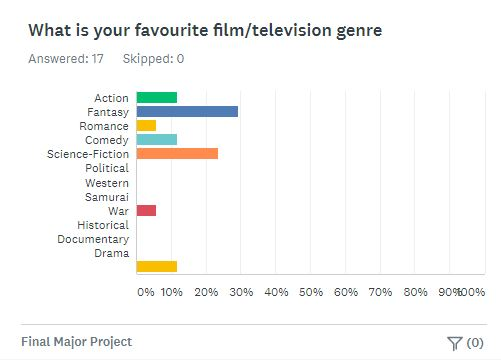 What is your favourite film/television genre
Answered: 17 Skipped: 0
Action
Fantasy
Romance
Comedy
Science-Fiction
Political
Western
Samurai
War
Historical
Documentary
Drama
0% 10% 20% 30% 40% 50% 60% 70% 80% 90% 100%
Final Major Project (0)